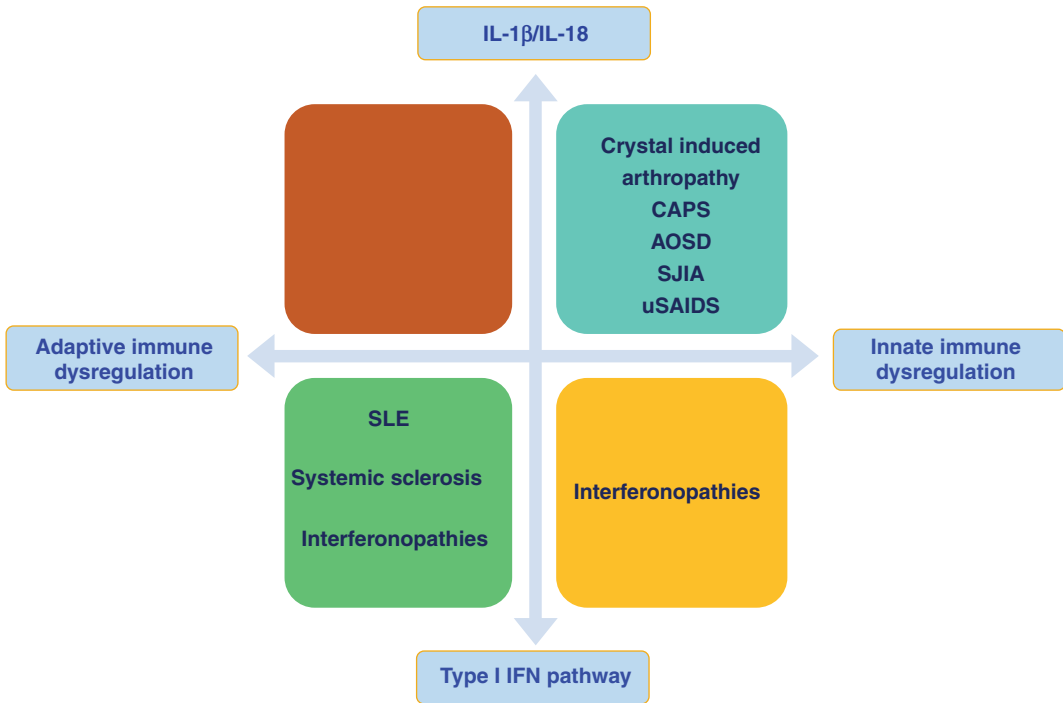 IL-1β/IL-18
Crystal induced
arthropathy
CAPS
AOSD
SJIA
uSAIDS
Adaptive immune
dysregulation
Innate immune
dysregulation
SLE
Systemic sclerosis
Interferonopathies
Interferonopathies
Type I IFN pathway